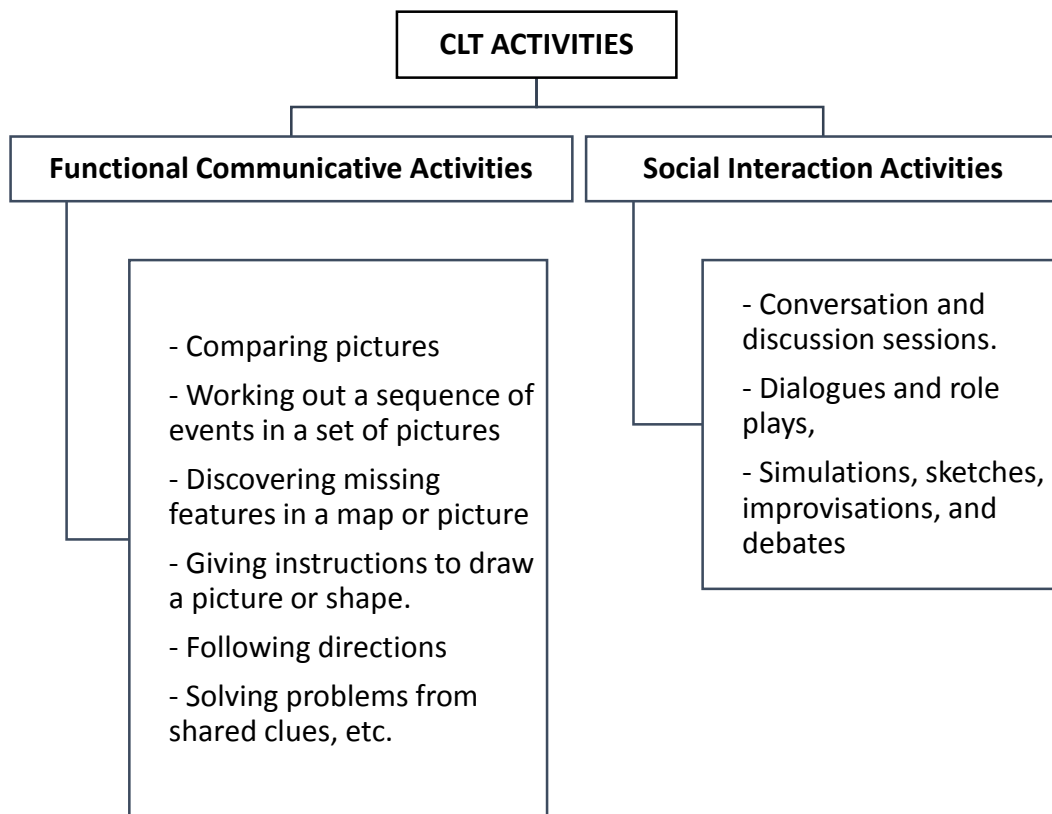 CLT ACTIVITIES
Functional Communicative Activities
- Comparing pictures
- Working out a sequence of
events in a set of pictures
- Discovering missing
features in a map or picture
- Giving instructions to draw
a picture or shape.
- Following directions
- Solving problems from
shared clues, etc.
Social Interaction Activities
- Conversation and
discussion sessions.
- Dialogues and role
plays,
- Simulations, sketches,
improvisations, and
debates